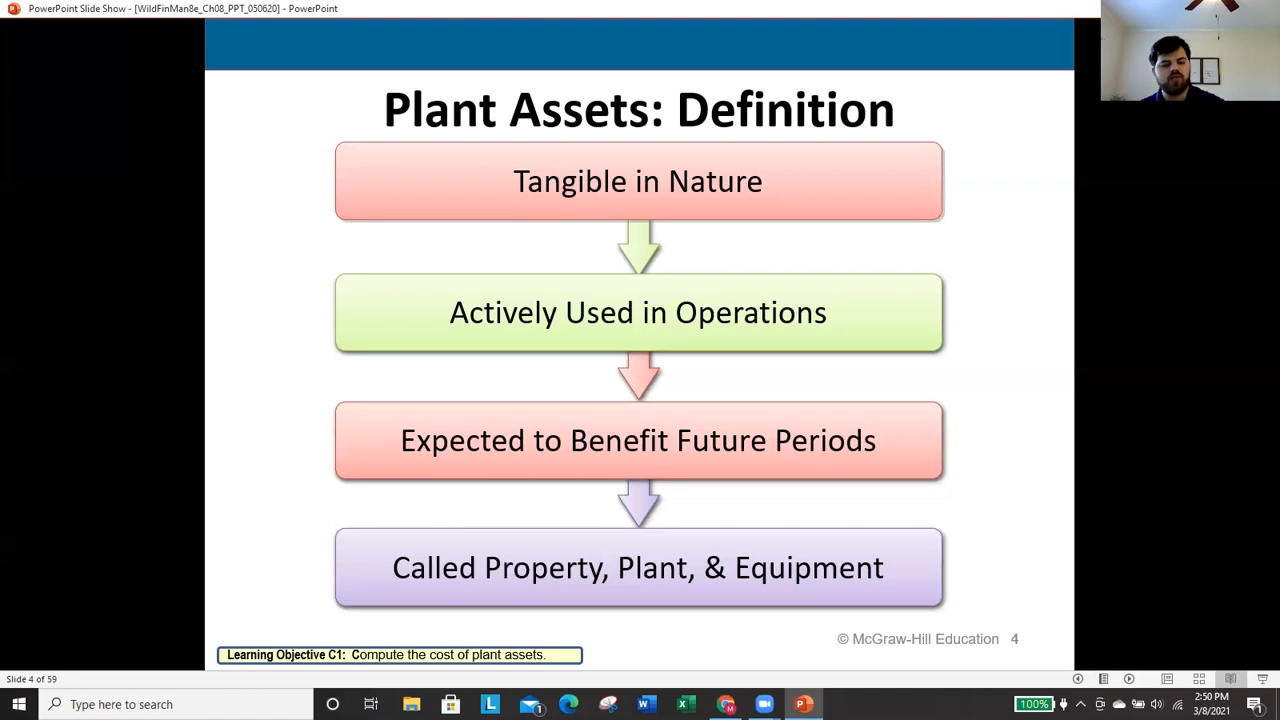 PowerPoint Slide Show - [WildFinMan8e_Ch08_PPT_050620] - PowerPoint
Plant Assets: Definition
Tangible in Nature
Actively Used in Operations
Expected to Benefit Future Periods
Called Property, Plant, & Equipment
© McGraw-Hill Education 4
Learning Objective C1: Compute the cost of plant assets.
Slide 4 of 59
Type here to search
100%
2:50 PM
3/8/2021